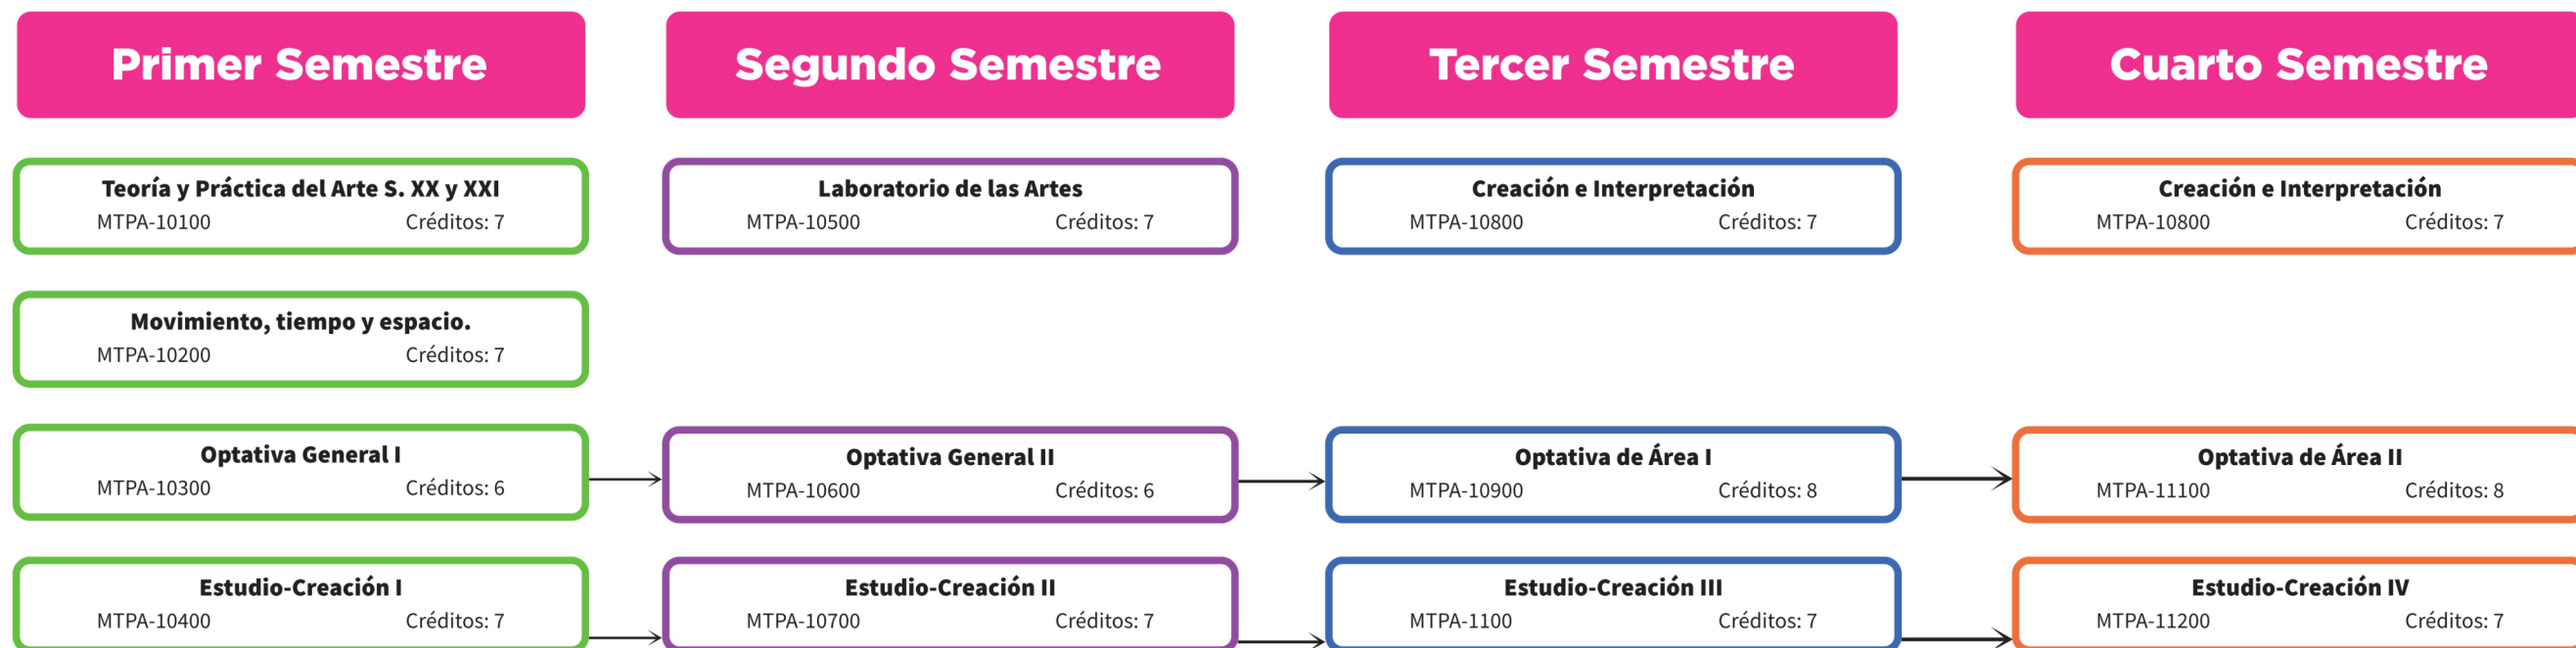 Primer Semestre
Segundo Semestre
Tercer Semestre
Cuarto Semestre
Teoría y Práctica del Arte S. XX y XXI
MTPA-10100 Créditos: 7
Laboratorio de las Artes
MTPA-10500 Créditos: 7
Creación e Interpretación
MTPA-10800 Créditos: 7
Creación e Interpretación
MTPA-10800 Créditos: 7
Movimiento, tiempo y espacio.
MTPA-10200 Créditos: 7
Optativa General I
MTPA-10300 Créditos: 6
Optativa General II
MTPA-10600 Créditos: 6
Optativa de Área I
MTPA-10900 Créditos: 8
Optativa de Área II
MTPA-11100 Créditos: 8
Estudio-Creación I
MTPA-10400 Créditos: 7
Estudio-Creación II
MTPA-10700 Créditos: 7
Estudio-Creación III
MTPA-1100 Créditos: 7
Estudio-Creación IV
MTPA-11200 Créditos: 7